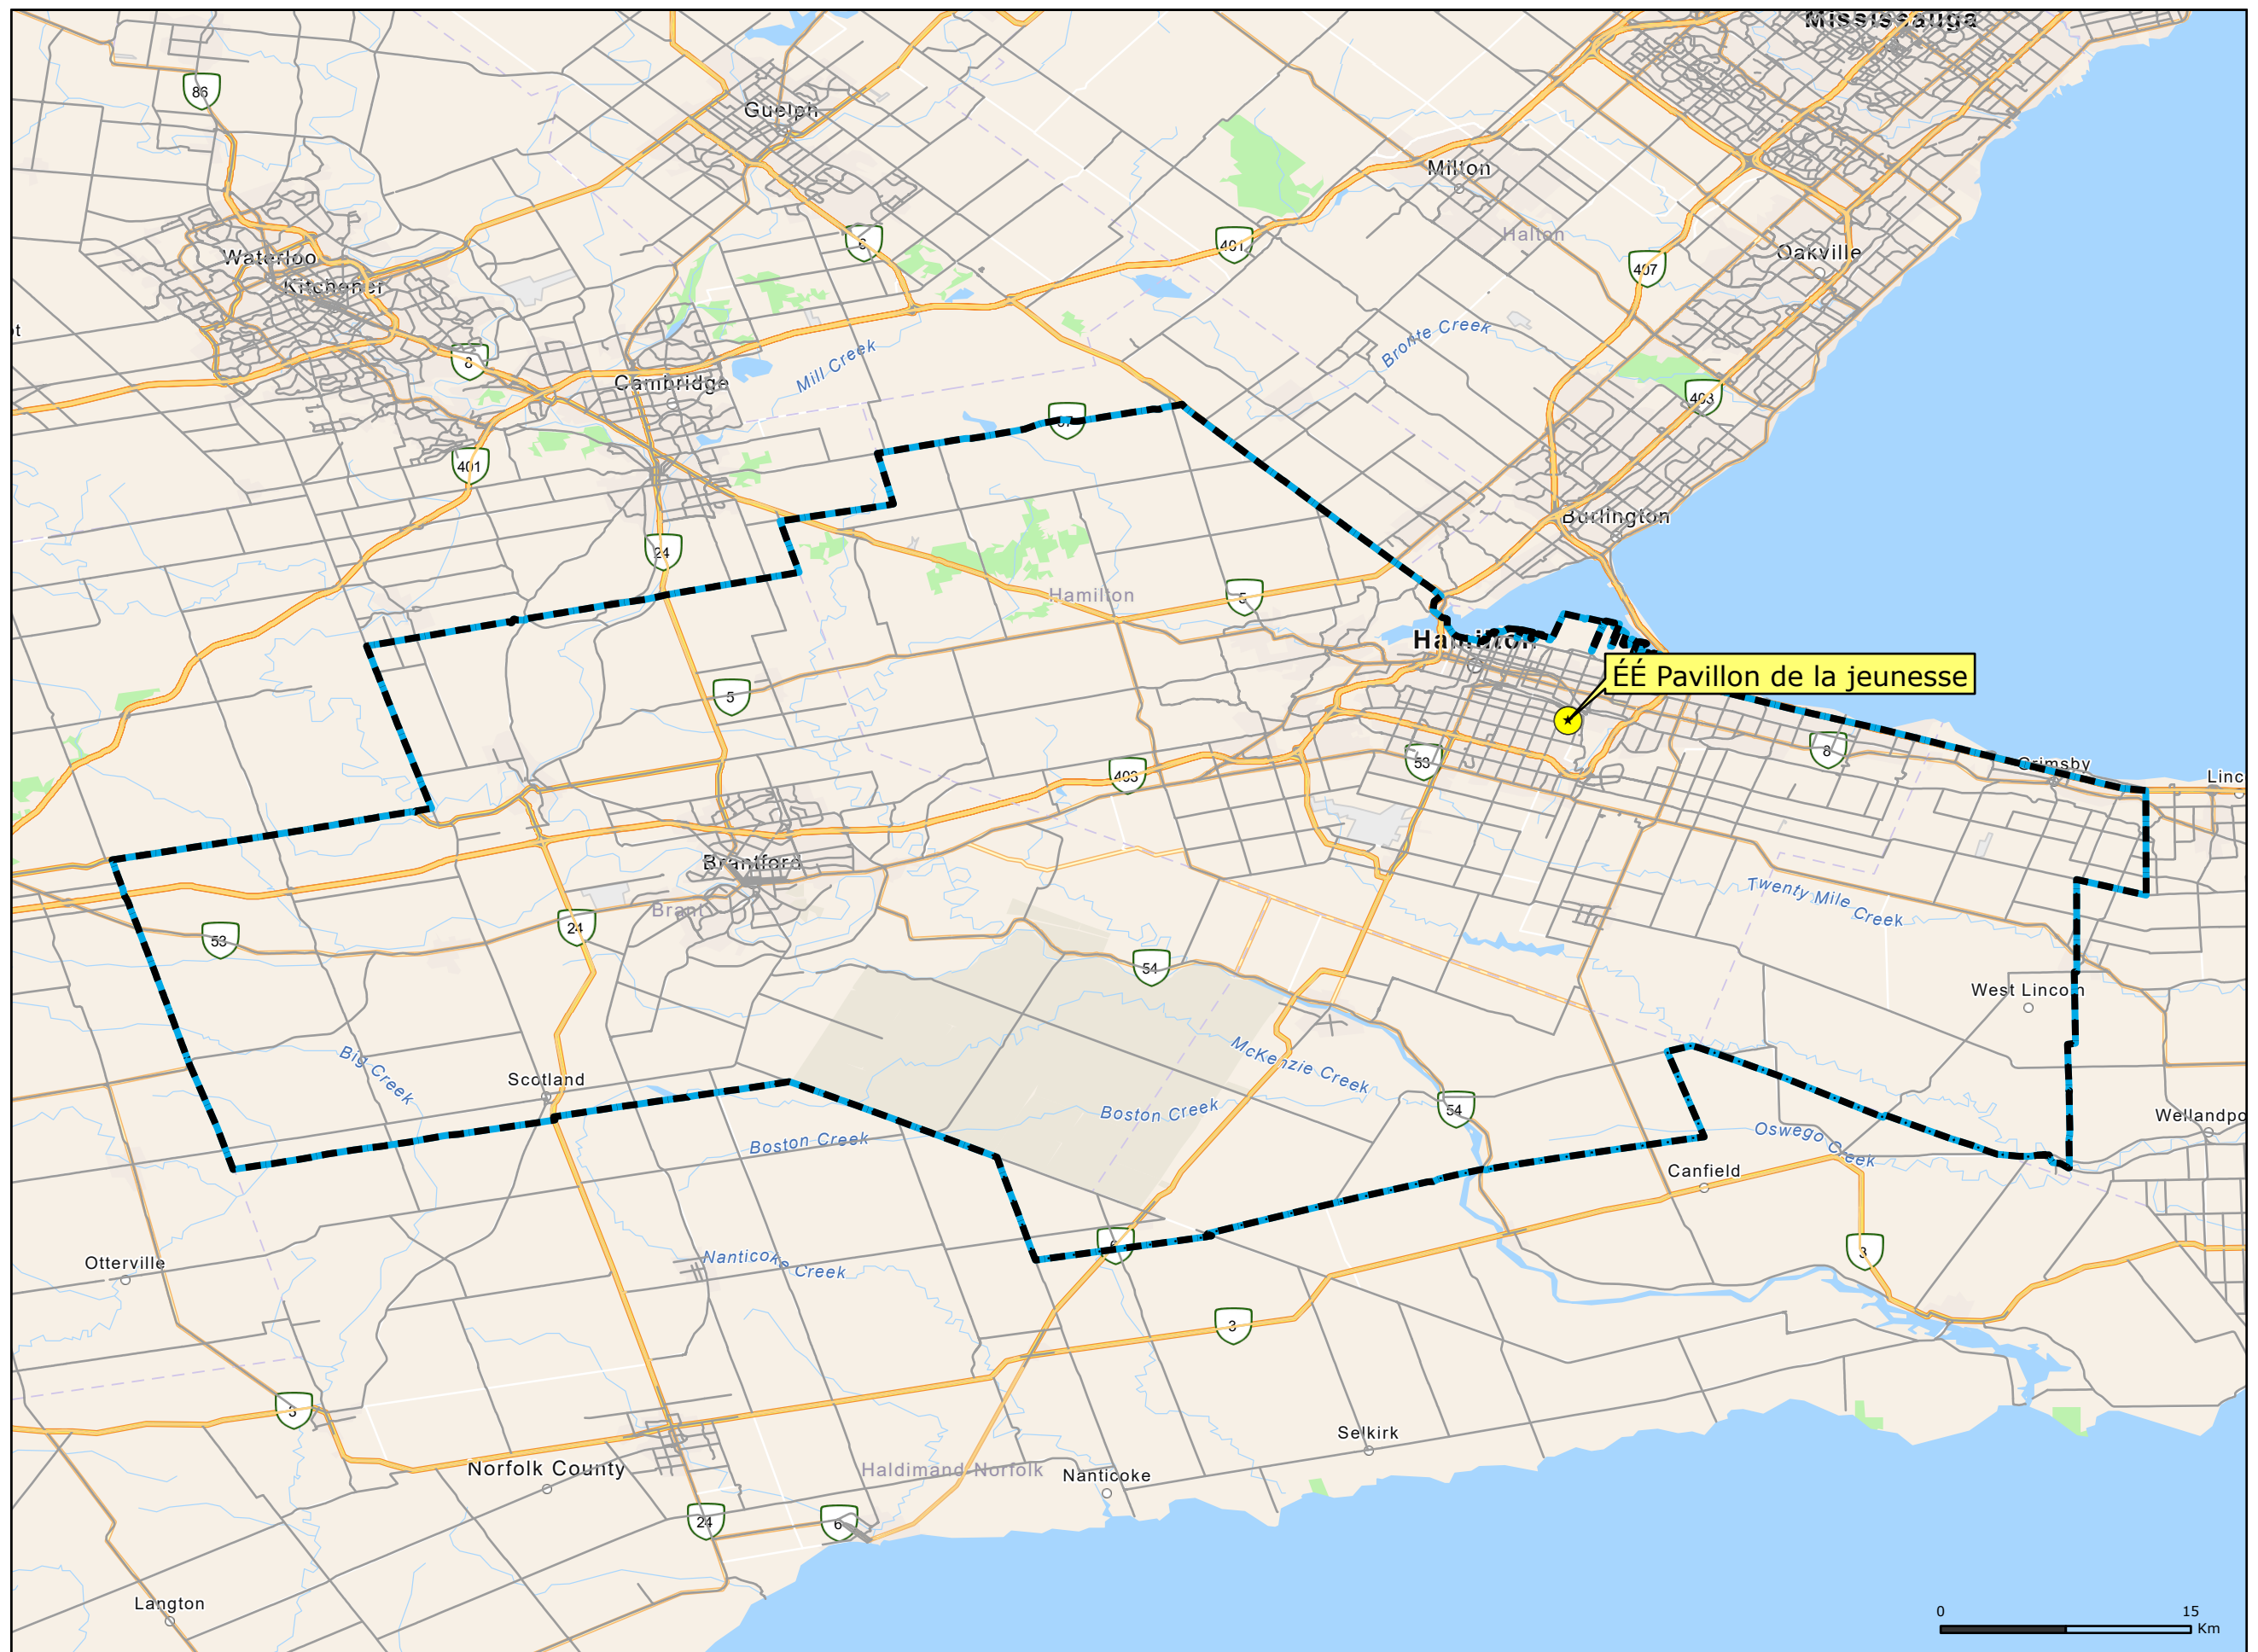 Mississauga
86
Guelph
Milton
6
401
Halton
407
Oakville
Waterloo
Kitchener
8
Cambridge
Mill Creek
Bronte Creek
403
401
24
Burlington
Hamilton
5
Hamilton
ÉÉ Pavillon de la jeunesse
5
53
8
Grimsby
403
Linc
Brantford
Brant
Twenty Mile Creek
24
53
54
West Lincoln
Big Creek
Scotland
McKenzie Creek
Boston Creek
54
Boston Creek
Oswego Creek
Wellandpo
Canfield
6
Nanticoke Creek
Otterville
3
3
3
Selkirk
Norfolk County
Haldimand-Norfolk
Nanticoke
24
6
Langton
0 15
Km